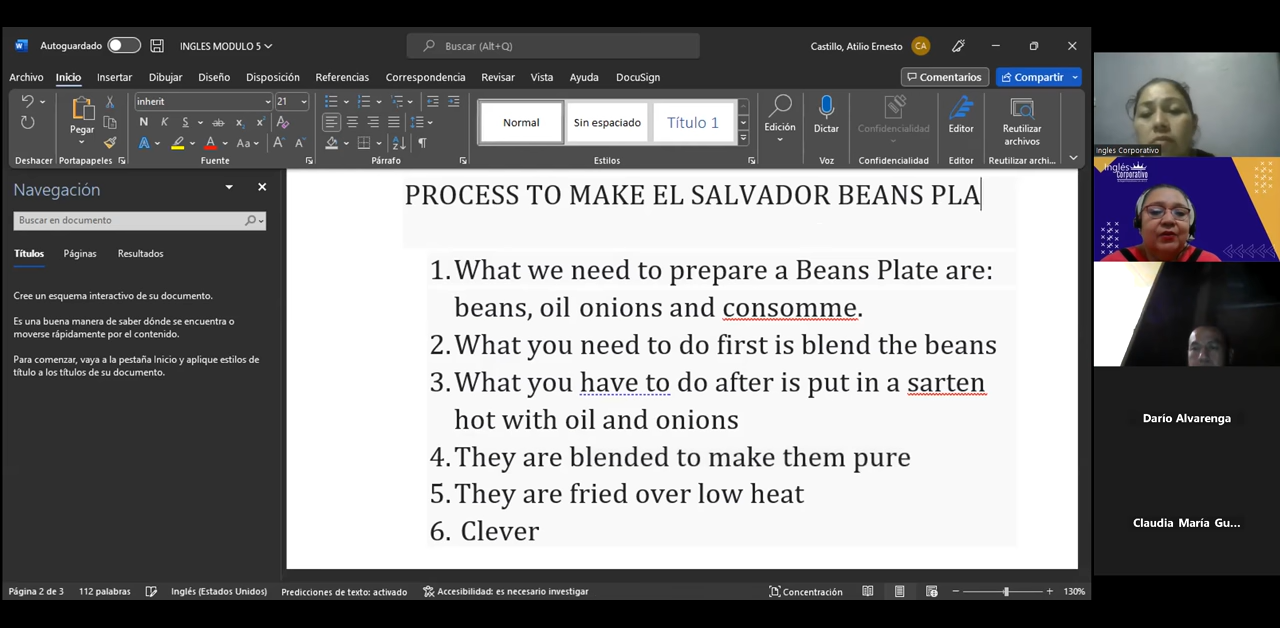 Autoguardado
INGLES MODULO 5
Buscar (Alt+Q)
Castillo, Atilio Ernesto
CA
Archivo Inicio Insertar Dibujar Diseño Disposición Referencias Correspondencia Revisar Vista Ayuda DocuSign
Comentarios
Compartir
Pegar
inherit
21
N K S
Aa
Normal
Sin espaciado
Título 1
Edición
Dictar
Confidencialidad
Editor
Reutilizar
archivos
Deshacer
Portapapeles
Fuente
Párrafo
Estilos
Voz
Confidencialidad
Editor
Reutilizar archi...
Navegación
Buscar en documento
Títulos Páginas Resultados
Cree un esquema interactivo de su documento.
Es una buena manera de saber dónde se encuentra o
moverse rápidamente por el contenido.
Para comenzar, vaya a la pestaña Inicio y aplique estilos de
título a los títulos de su documento.
PROCESS TO MAKE EL SALVADOR BEANS PLA
1. What we need to prepare a Beans Plate are:
beans, oil onions and consomme.
2. What you need to do first is blend the beans
3. What you have to do after is put in a sarten
hot with oil and onions
4. They are blended to make them pure
5. They are fried over low heat
6. Clever
Página 2 de 3
112 palabras
Inglés (Estados Unidos)
Predicciones de texto: activado
Accesibilidad: es necesario investigar
Concentración
130%
Ingles Corporativo
Inglés
Corporativo
Darío Alvarenga
Claudia María Gu...